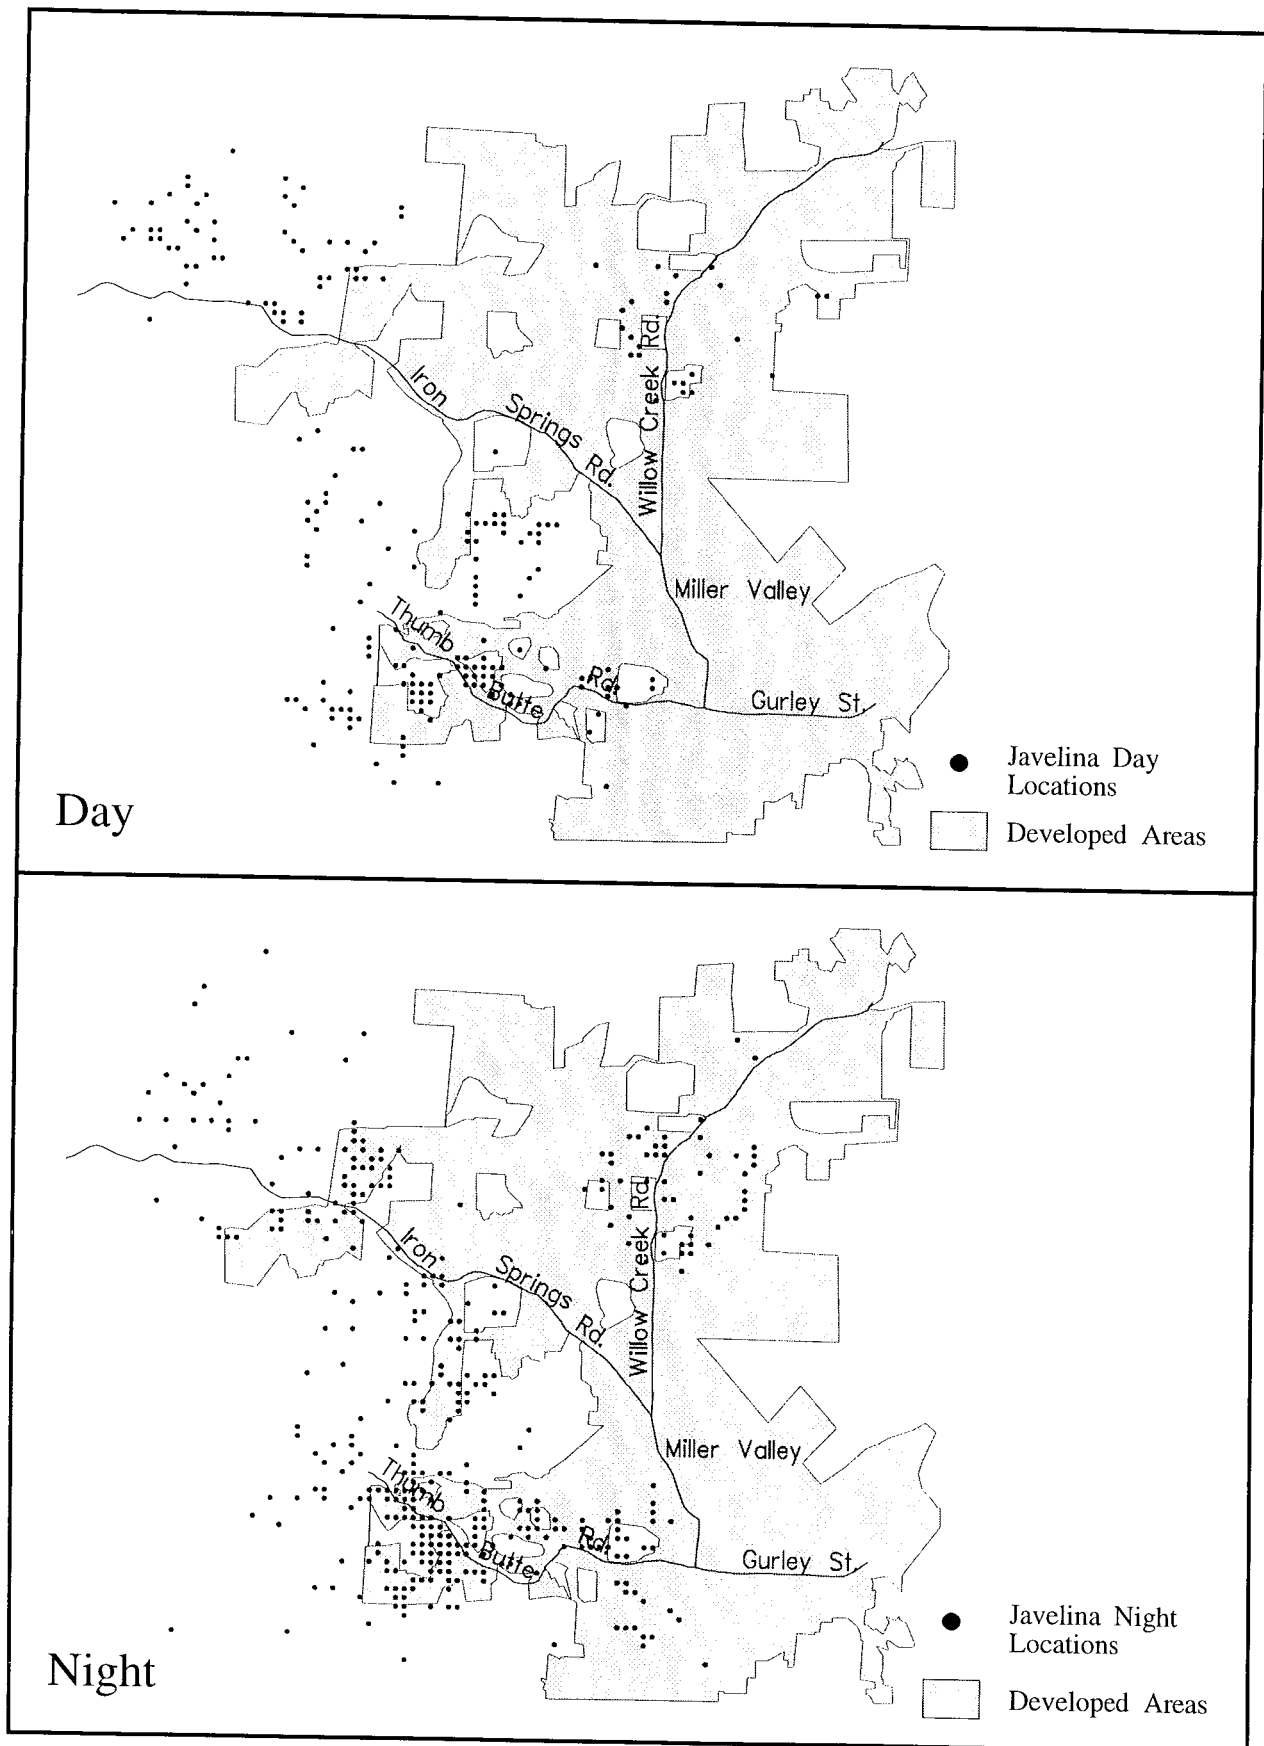 Iron Springs Rd.
Willow Creek Rd.
Miller Valley
Thumb Butte Rd.
Gurley St.
Javelina Day
Locations
Day
Developed Areas
Iron Springs Rd.
Willow Creek Rd.
Miller Valley
Thumb Butte Rd.
Gurley St.
Javelina Night
Locations
Night
Developed Areas